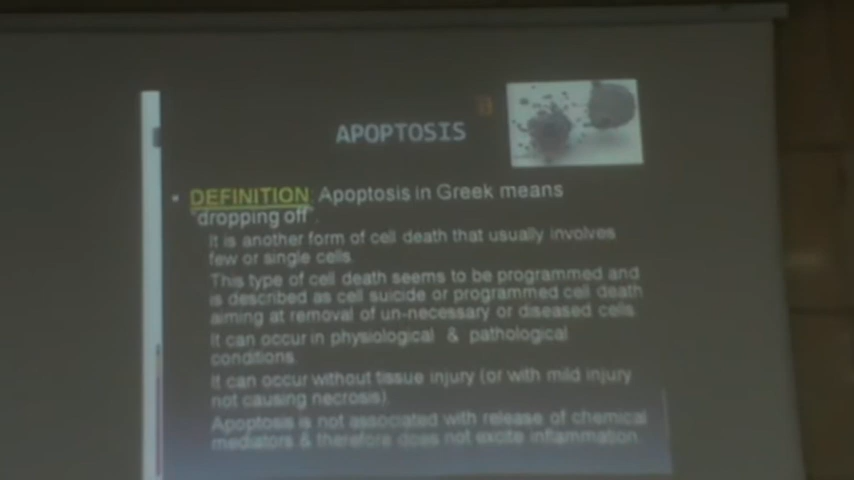 APOPTOSIS
DEFINITION Apoptosis in Greek means
"dropping off".
It is another form of cell death that usually involves
few or single cells.
This type of cell death seems to be programmed and
is described as cell suicide or programmed cell death
aiming at removal of un-necessary or diseased cells.
It can occur in physiological & pathological
conditions.
It can occur without tissue injury (or with mild injury
not causing necrosis).
Apoptosis is not associated with release of chemical
mediators & therefore does not excite inflammation.